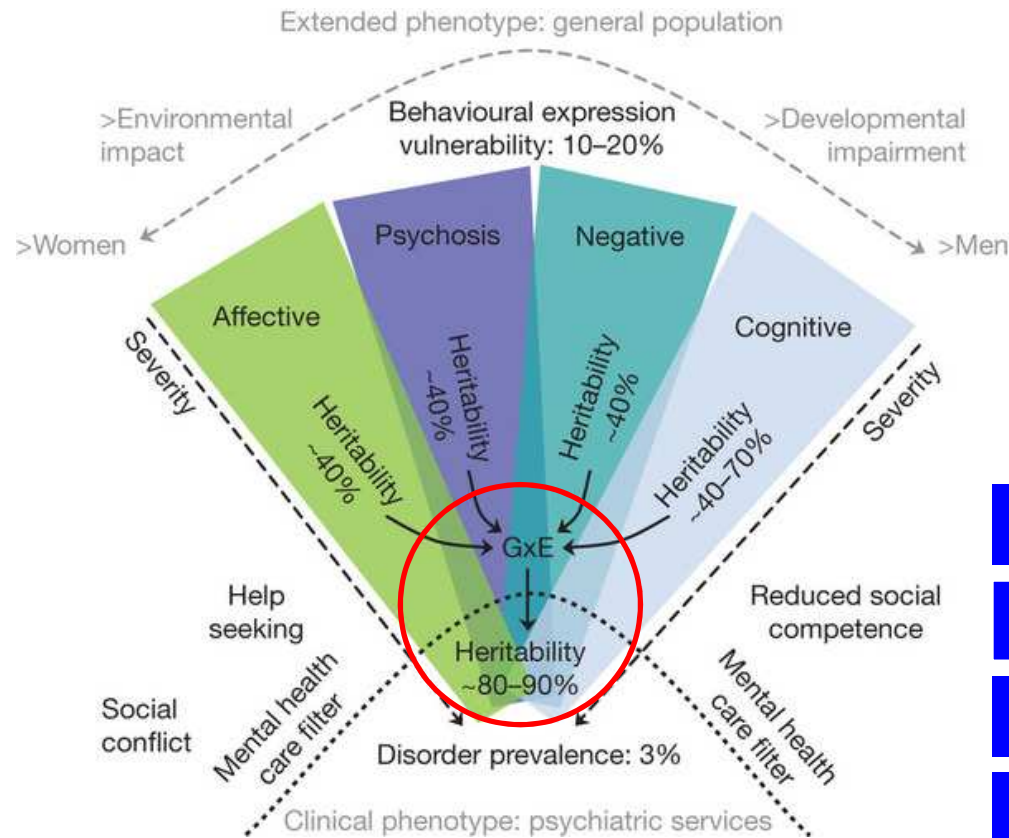 Extended phenotype: general population
>Environmental
impact
Behavioural expression
vulnerability: 10–20%
>Developmental
impairment
>Women
>Men
Psychosis
Negative
Affective
Cognitive
Severity
Severity
Heritability
~40%
Heritability
~40%
Heritability
~40%
Heritability
~40–70%
GxE
Help
seeking
Reduced social
competence
Heritability
~80–90%
Social
conflict
Mental health
care filter
Mental health
care filter
Disorder prevalence: 3%
Clinical phenotype: psychiatric services